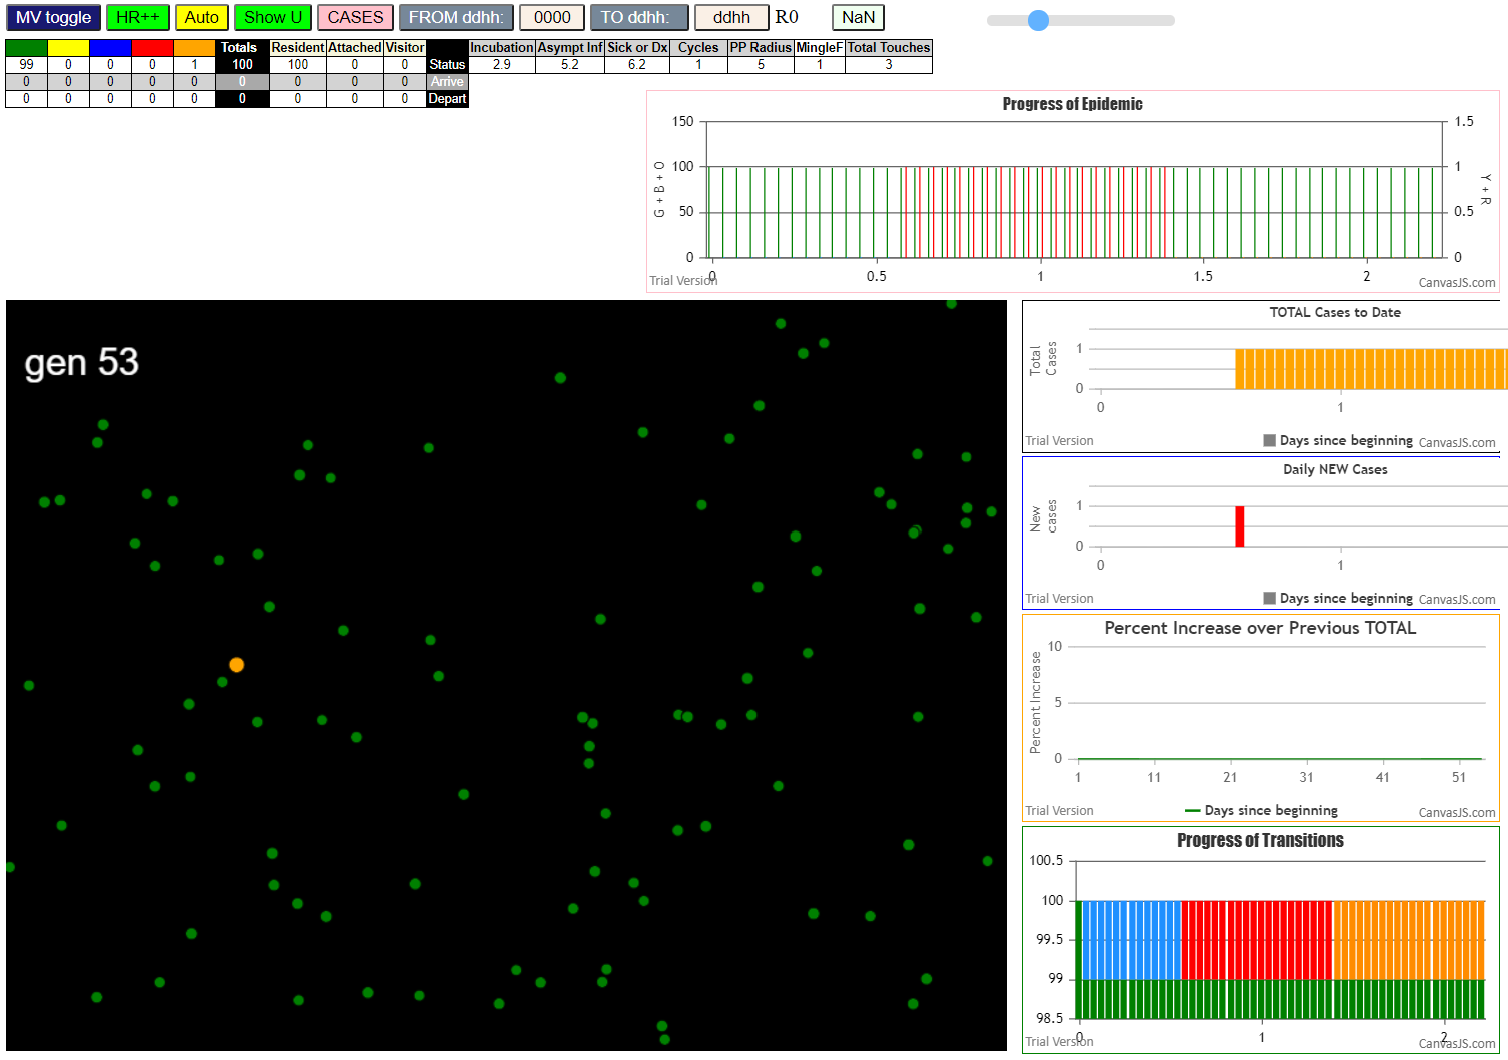 MV toggle HR++ Auto Show U CASES FROM ddhh: 0000 TO ddhh: ddhh R0 NaN
Totals Resident Attached Visitor Incubation Asympt Inf Sick or Dx Cycles PP Radius MingleF Total Touches
99 0 0 0 1 100 100 0 0 Status 2.9 5.2 6.2 1 5 1 3
0 0 0 0 0 0 0 0 0 Arrive
0 0 0 0 0 0 0 0 0 Depart
Progress of Epidemic
150 1.5
100 1
50 0.5
0 0
G + B + O
Y + R
0 0.5 1 1.5 2
Trial Version CanvasJS.com
gen 53
TOTAL Cases to Date
Total
Cases
1
0
0 1
Days since beginning
Trial Version CanvasJS.com
Daily NEW Cases
New
cases
1
0
0 1
Days since beginning
Trial Version CanvasJS.com
Percent Increase over Previous TOTAL
Percent Increase
10
5
0
1 11 21 31 41 51
Days since beginning
Trial Version CanvasJS.com
Progress of Transitions
100.5
100
99.5
99
98.5
0 1 2
Trial Version CanvasJS.com